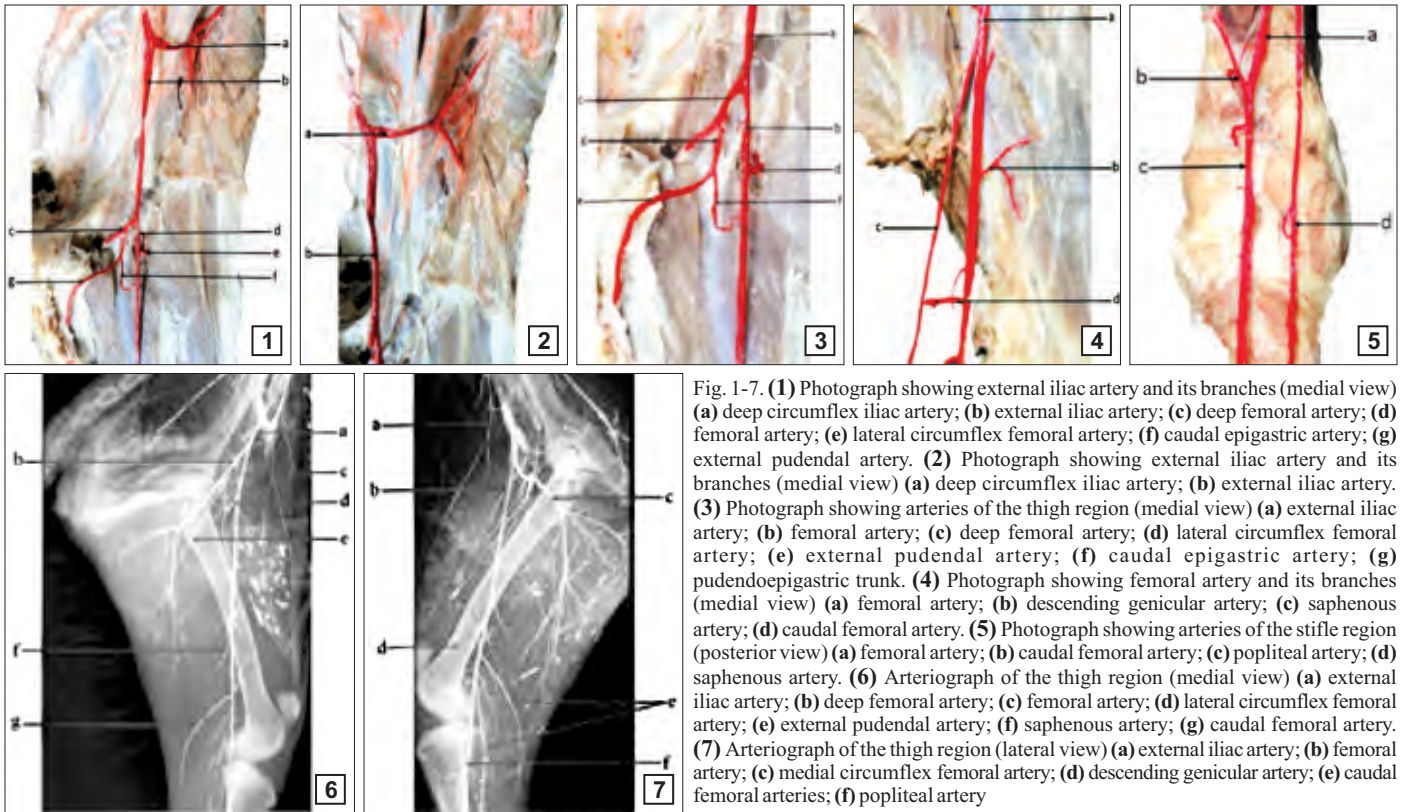 a
b
c
d
e
f
g
1
a
b
2
a
c
b
d
e
f
3
a
b
c
d
4
a
b
c
d
5
a
b
c
d
e
f
g
6
a
b
c
d
e
f
7
Fig. 1-7. (1) Photograph showing external iliac artery and its branches (medial view)
(a) deep circumflex iliac artery; (b) external iliac artery; (c) deep femoral artery; (d)
femoral artery; (e) lateral circumflex femoral artery; (f) caudal epigastric artery; (g)
external pudendal artery. (2) Photograph showing external iliac artery and its
branches (medial view) (a) deep circumflex iliac artery; (b) external iliac artery.
(3) Photograph showing arteries of the thigh region (medial view) (a) external iliac
artery; (b) femoral artery; (c) deep femoral artery; (d) lateral circumflex femoral
artery; (e) external pudendal artery; (f) caudal epigastric artery; (g)
pudendoepigastric trunk. (4) Photograph showing femoral artery and its branches
(medial view) (a) femoral artery; (b) descending genicular artery; (c) saphenous
artery; (d) caudal femoral artery. (5) Photograph showing arteries of the stifle region
(posterior view) (a) femoral artery; (b) caudal femoral artery; (c) popliteal artery; (d)
saphenous artery. (6) Arteriograph of the thigh region (medial view) (a) external
iliac artery; (b) deep femoral artery; (c) femoral artery; (d) lateral circumflex femoral
artery; (e) external pudendal artery; (f) saphenous artery; (g) caudal femoral artery.
(7) Arteriograph of the thigh region (lateral view) (a) external iliac artery; (b) femoral
artery; (c) medial circumflex femoral artery; (d) descending genicular artery; (e) caudal
femoral arteries; (f) popliteal artery